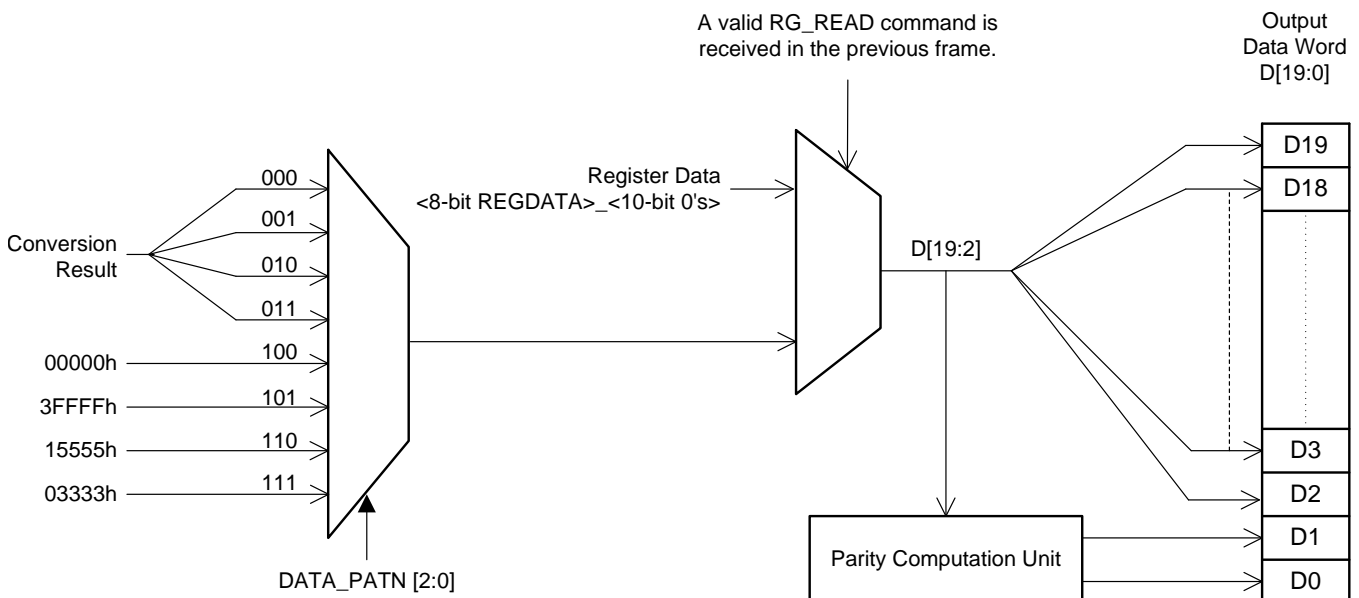 A valid RG_READ command is
received in the previous frame.
Output
Data Word
D[19:0]
Conversion
Result
000
001
010
011
00000h
100
3FFFFh
101
15555h
110
03333h
111
DATA_PATN [2:0]
Register Data
<8-bit REGDATA>_<10-bit 0's>
D[19:2]
Parity Computation Unit
D19
D18
D3
D2
D1
D0